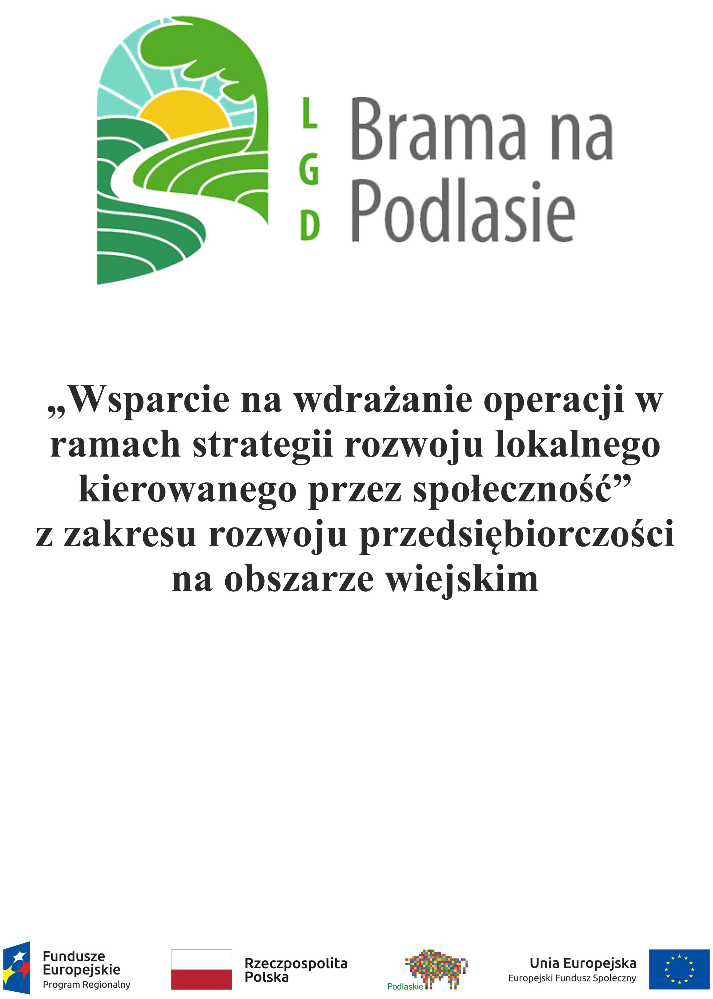 L
G
D
Brama na
Podlasie
„Wsparcie na wdrażanie operacji w
ramach strategii rozwoju lokalnego
kierowanego przez społeczność”
z zakresu rozwoju przedsiębiorczości
na obszarze wiejskim
Fundusze
Europejskie
Program Regionalny
Rzeczpospolita
Polska
Podlaskie
Unia Europejska
Europejski Fundusz Społeczny